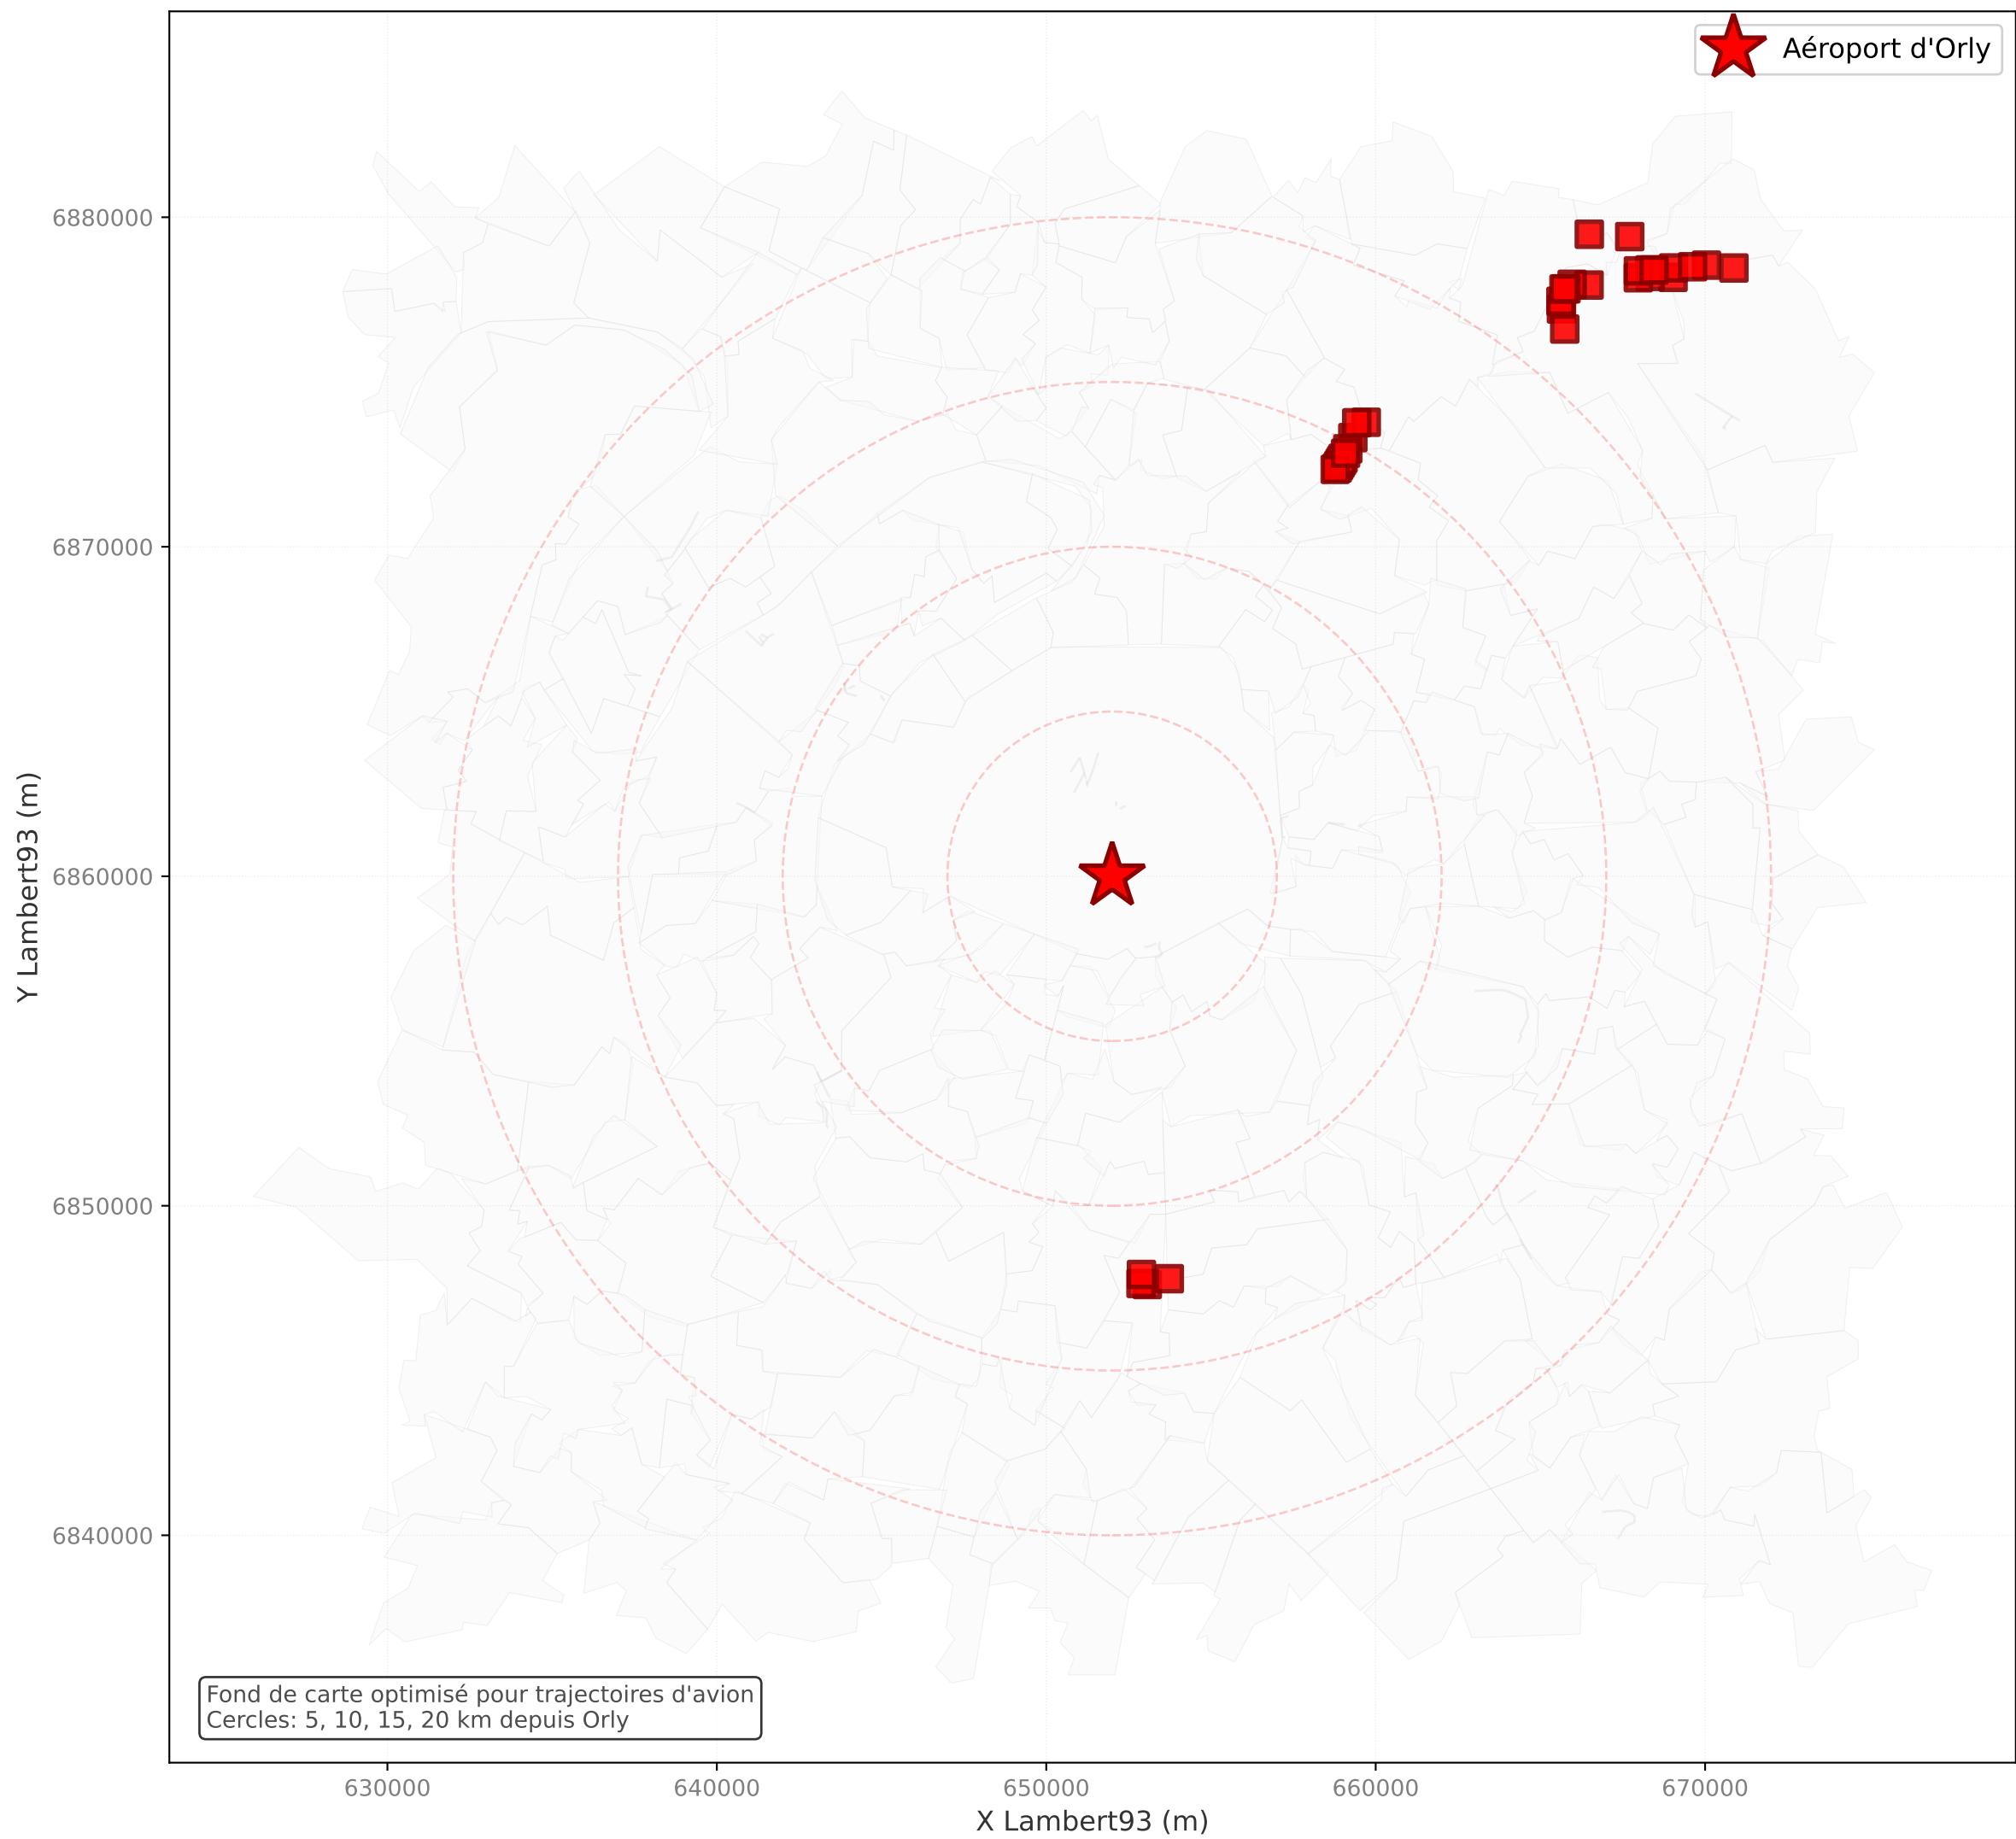 Aéroport d'Orly
6880000
6870000
6860000
6850000
6840000
Y Lambert93 (m)
Fond de carte optimisé pour trajectoires d'avion
Cercles: 5, 10, 15, 20 km depuis Orly
630000
640000
650000
660000
670000
X Lambert93 (m)